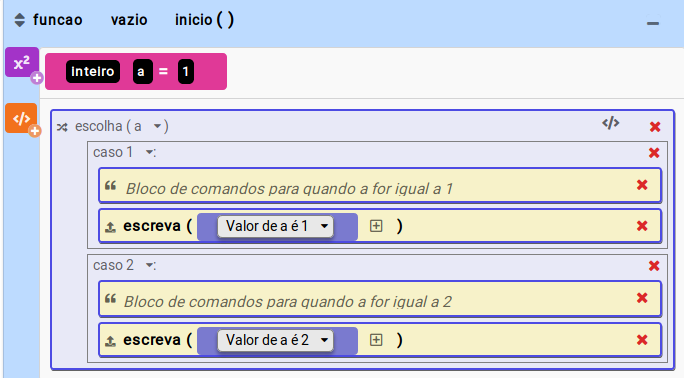 funcao vazio inicio ( )
x²
inteiro a = 1
</>
escolha ( a )
</>
caso 1 :
Bloco de comandos para quando a for igual a 1
escreva ( Valor de a é 1 )
caso 2 :
Bloco de comandos para quando a for igual a 2
escreva ( Valor de a é 2 )